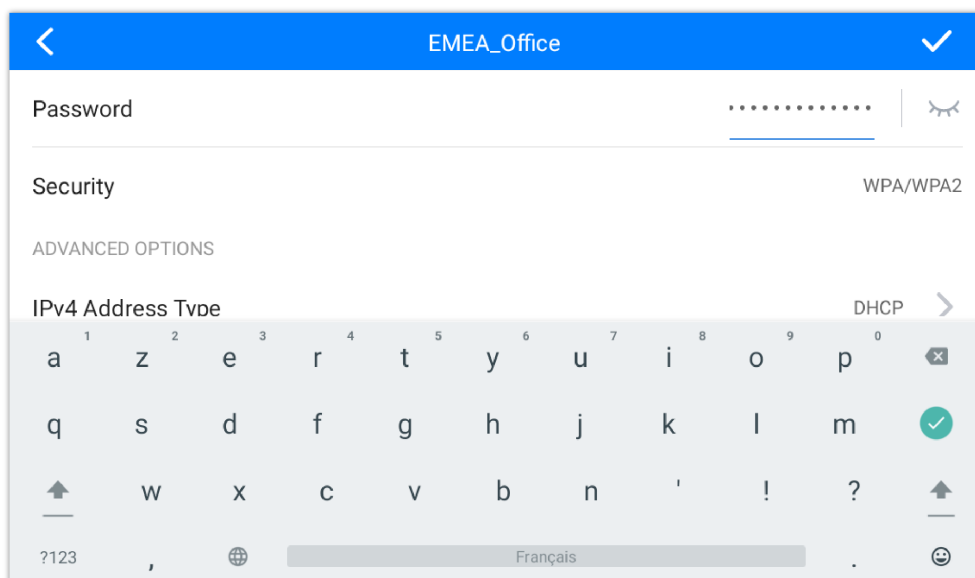 EMEA_Office
Password •••••••••••••
Security WPA/WPA2
ADVANCED OPTIONS
IPv4 Address Type DHCP
1 2 3 4 5 6 7 8 9 0
a z e r t y u i o p
q s d f g h j k l m
w x c v b n ' ! ?
?123 , Français .